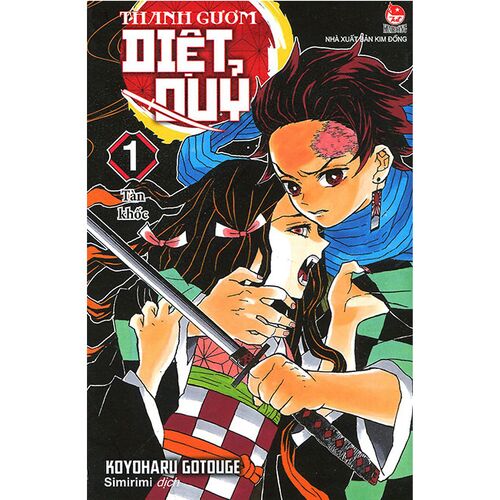 THANH GƯƠM
DIỆT
QUỶ
NHÀ XUẤT BẢN KIM ĐỒNG
1
Tàn
khốc
KOYOHARU GOTOUGE
Simirimi dịch